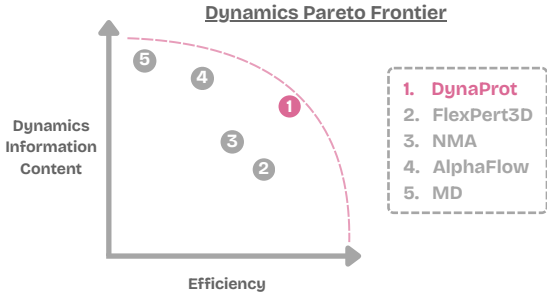 Dynamics Pareto Frontier
5
4
1
3
2
Dynamics
Information
Content
Efficiency
1. DynaProt
2. FlexPert3D
3. NMA
4. AlphaFlow
5. MD